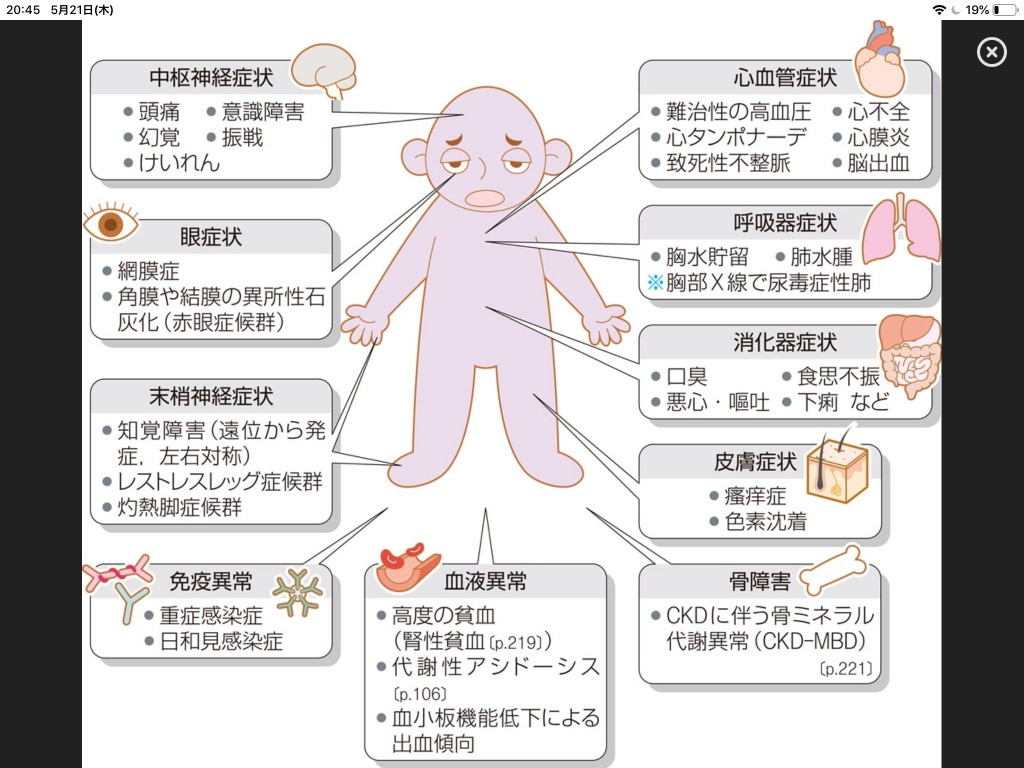 20:45 5月21日(木)
19%
中枢神経症状
● 頭痛 ● 意識障害
● 幻覚 ● 振戦
● けいれん
眼症状
● 網膜症
● 角膜や結膜の異所性石
灰化（赤眼症候群）
末梢神経症状
● 知覚障害（遠位から発
症，左右対称）
● レストレスレッグ症候群
● 灼熱脚症候群
免疫異常
● 重症感染症
● 日和見感染症
血液異常
● 高度の貧血
（腎性貧血〔p.219〕）
● 代謝性アシドーシス
〔p.106〕
● 血小板機能低下による
出血傾向
心血管症状
● 難治性の高血圧 ● 心不全
● 心タンポナーデ ● 心膜炎
● 致死性不整脈 ● 脳出血
呼吸器症状
● 胸水貯留 ● 肺水腫
※胸部X線で尿毒症性肺
消化器症状
● 口臭 ● 食思不振
● 悪心・嘔吐 ● 下痢 など
皮膚症状
● 瘙痒症
● 色素沈着
骨障害
● CKDに伴う骨ミネラル
代謝異常（CKD-MBD）
〔p.221〕